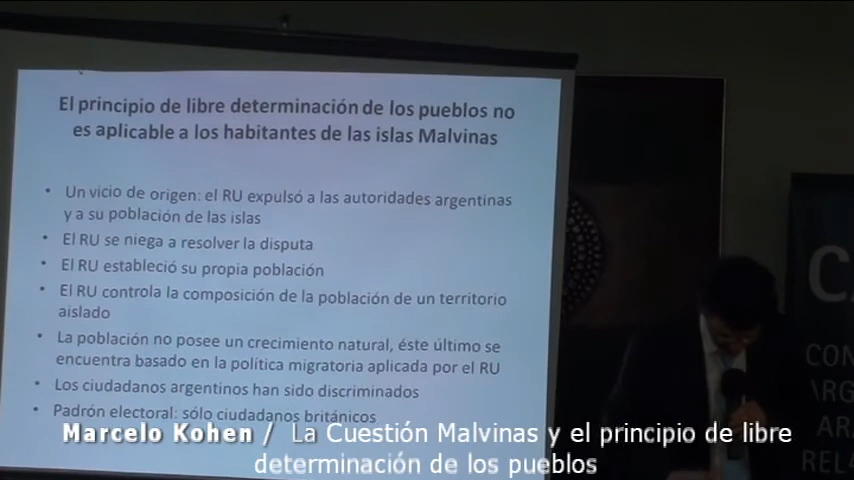 El principio de libre determinación de los pueblos no
es aplicable a los habitantes de las islas Malvinas
• Un vicio de origen: el RU expulsó a las autoridades argentinas
y a su población de las islas
• El RU se niega a resolver la disputa
• El RU estableció su propia población
• El RU controla la composición de la población de un territorio
aislado
• La población no posee un crecimiento natural, éste último se
encuentra basado en la política migratoria aplicada por el RU
• Los ciudadanos argentinos han sido discriminados
• Padrón electoral: sólo ciudadanos británicos
Marcelo Kohen / La Cuestión Malvinas y el principio de libre
determinación de los pueblos